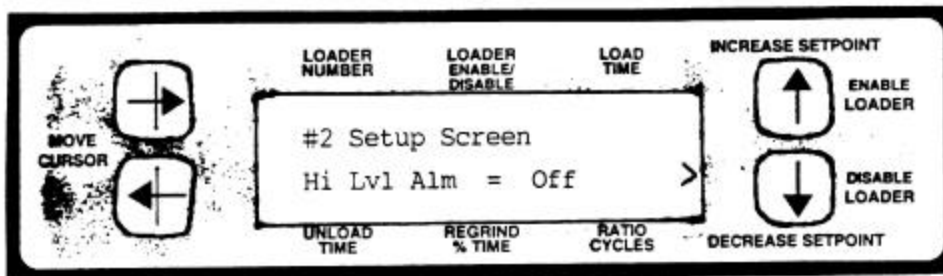 MOVE
CURSOR
LOADER
NUMBER
LOADER
ENABLE/
DISABLE
LOAD
TIME
#2 Setup Screen
Hi Lvl Alm = Off >
UNLOAD
TIME
REGRIND
% TIME
RATIO
CYCLES
INCREASE SETPOINT
ENABLE
LOADER
DISABLE
LOADER
DECREASE SETPOINT